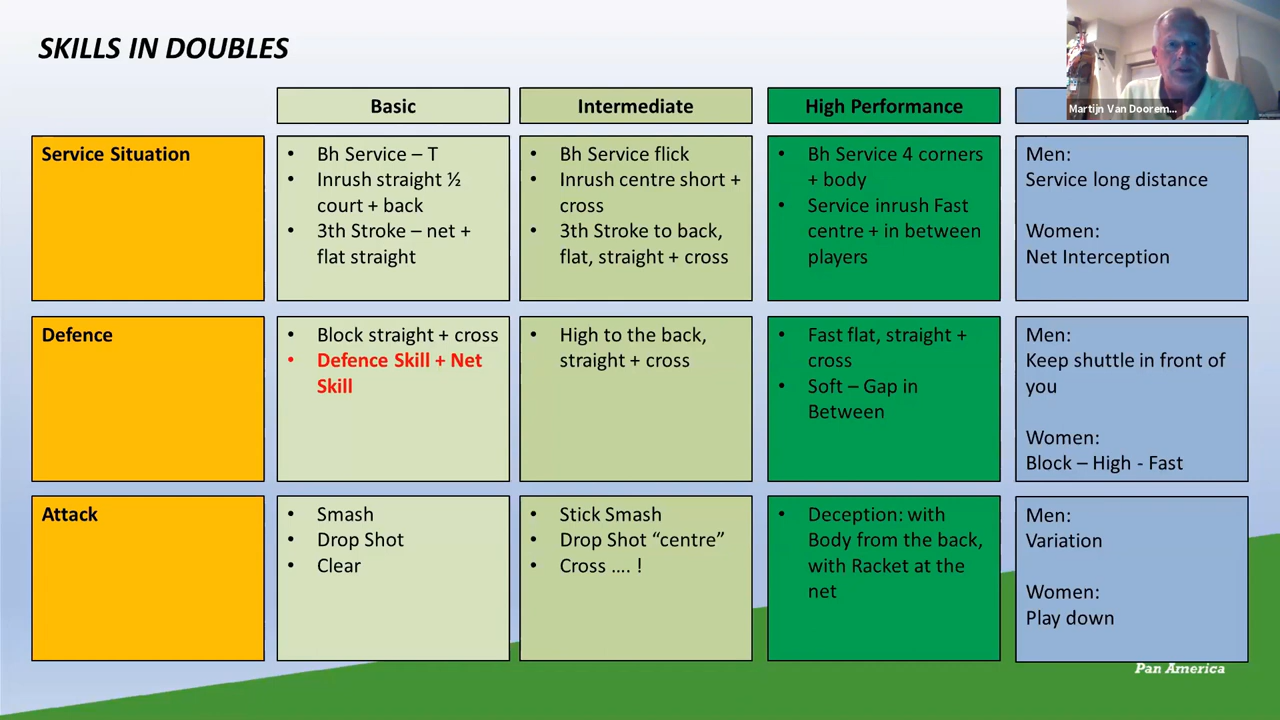 SKILLS IN DOUBLES
Martijn Van Doorem...
Basic
Intermediate
High Performance
Service Situation
• Bh Service – T
• Inrush straight ½
court + back
• 3th Stroke – net +
flat straight
• Bh Service flick
• Inrush centre short +
cross
• 3th Stroke to back,
flat, straight + cross
• Bh Service 4 corners
+ body
• Service inrush Fast
centre + in between
players
Men:
Service long distance
Women:
Net Interception
Defence
• Block straight + cross
• Defence Skill + Net
Skill
• High to the back,
straight + cross
• Fast flat, straight +
cross
• Soft – Gap in
Between
Men:
Keep shuttle in front of
you
Women:
Block – High - Fast
Attack
• Smash
• Drop Shot
• Clear
• Stick Smash
• Drop Shot “centre”
• Cross .... !
• Deception: with
Body from the back,
with Racket at the
net
Men:
Variation
Women:
Play down
Pan America